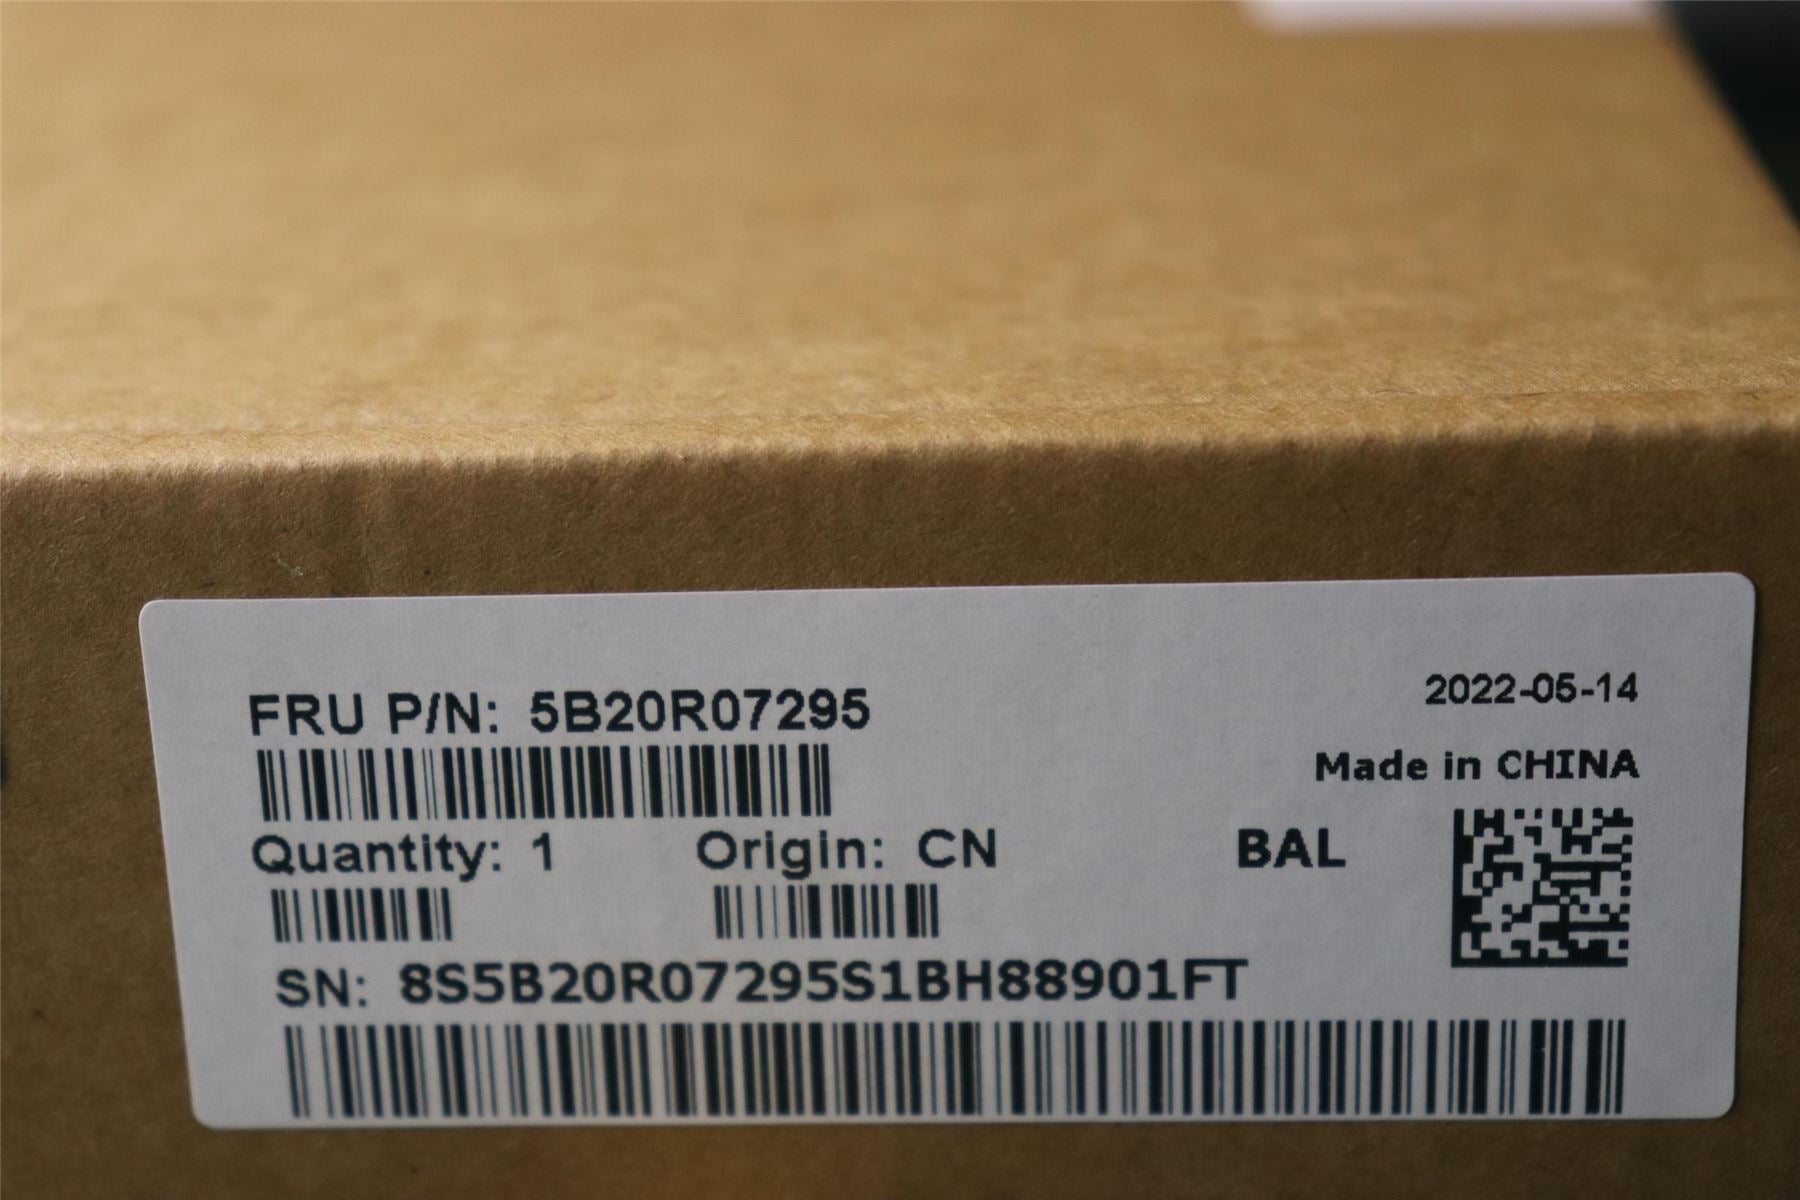 FRU P/N: 5B20R07295
2022-05-14
Made in CHINA
Quantity: 1
Origin: CN
BAL
SN: 8S5B20R07295S1BH88901FT